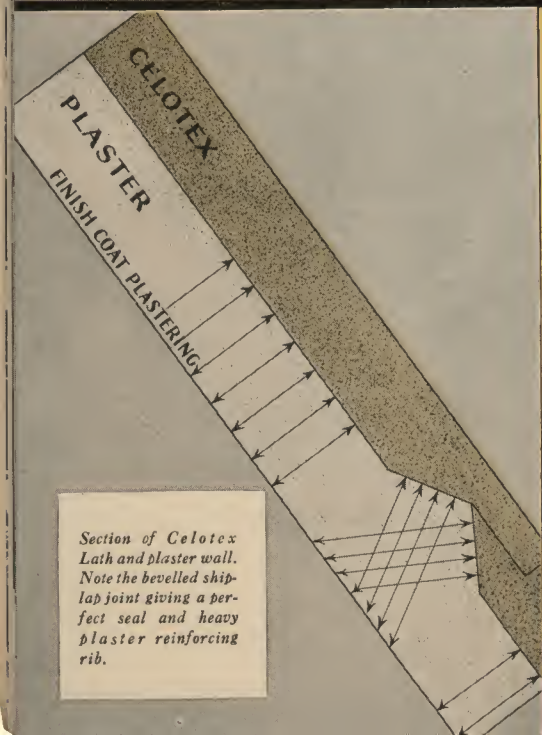 CELOTEX
PLASTER
FINISH COAT PLASTERING
Section of Celotex
Lath and plaster wall.
Note the bevelled ship-
lap joint giving a per-
fect seal and heavy
plaster reinforcing
rib.